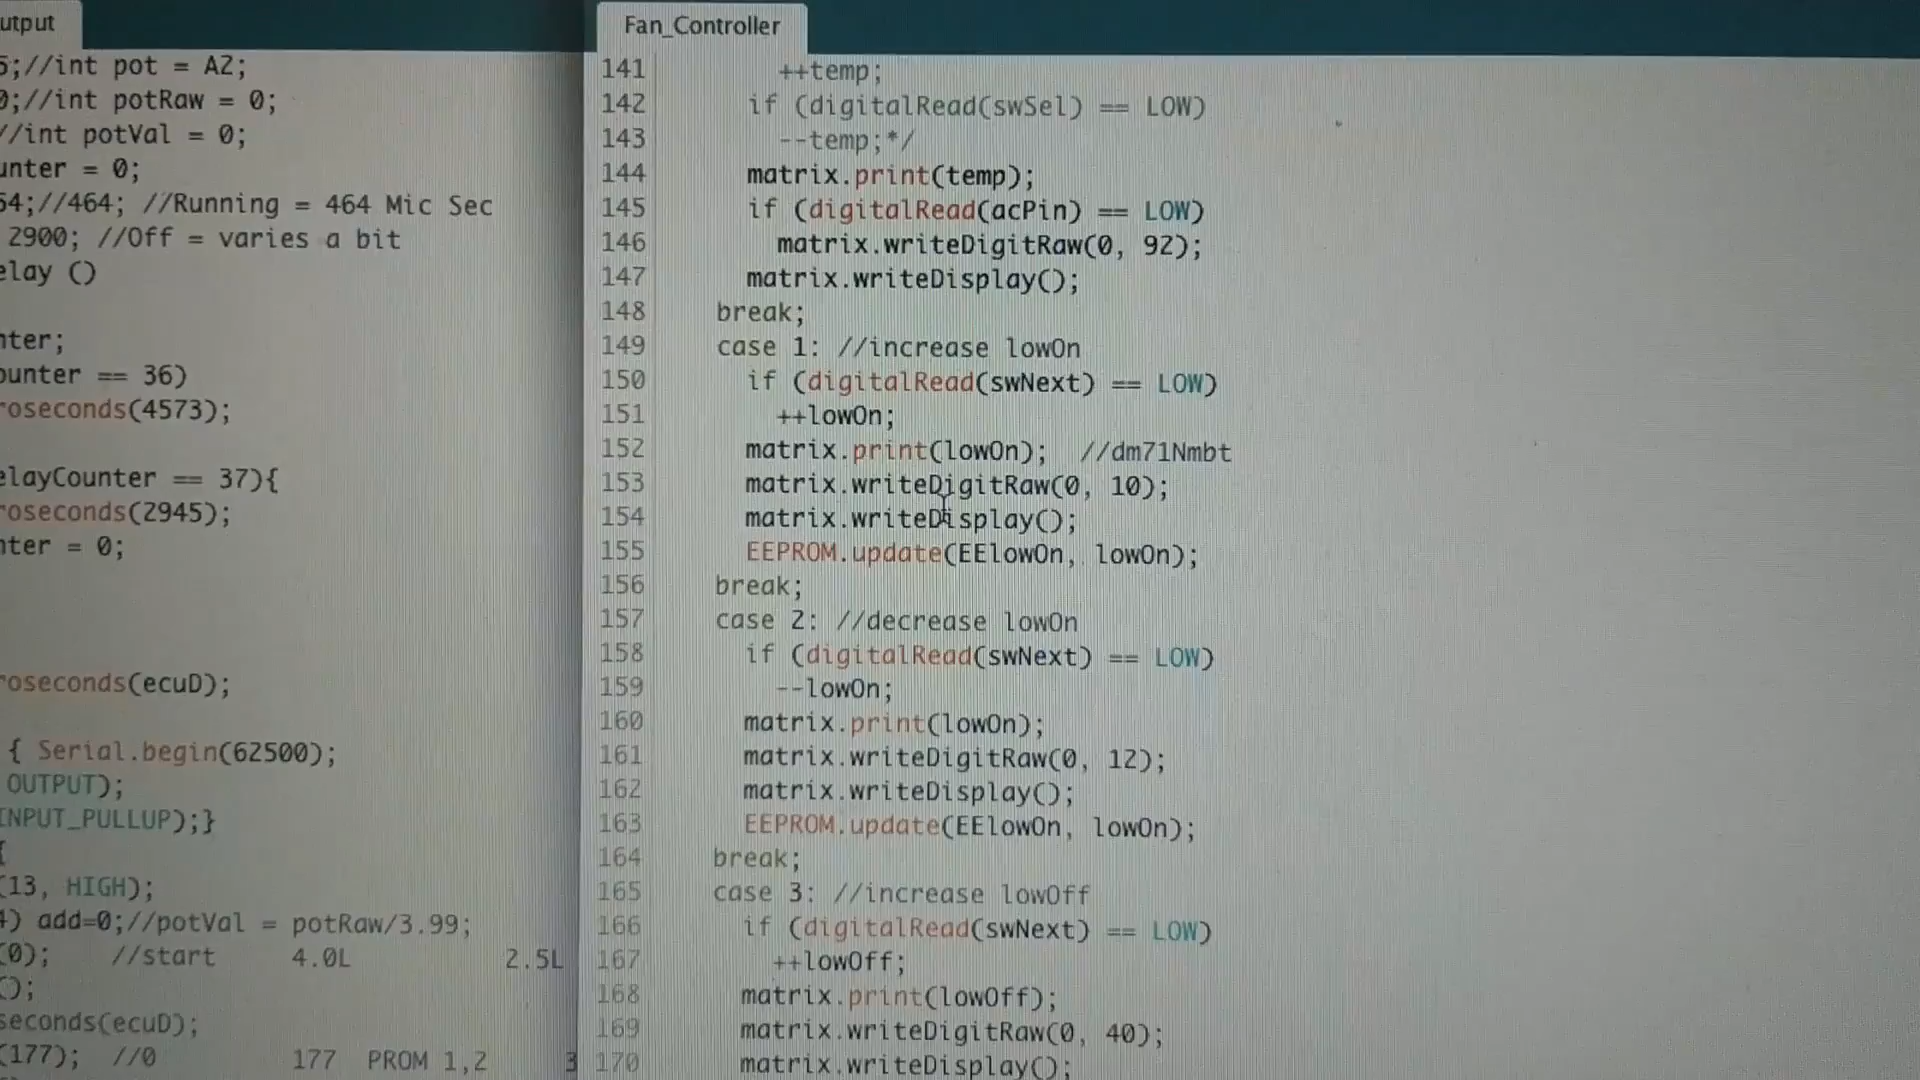 utput
5;//int pot = A2;
0;//int potRaw = 0;
//int potVal = 0;
unter = 0;
64;//464; //Running = 464 Mic Sec
2900; //Off = varies a bit
elay ()
nter;
ounter == 36)
roseconds(4573);
elayCounter == 37){
roseconds(2945);
nter = 0;
roseconds(ecuD);
{ Serial.begin(62500);
OUTPUT);
INPUT_PULLUP);}
{
(13, HIGH);
4) add=0;//potVal = potRaw/3.99;
(0); //start 4.0L 2.5L
();
seconds(ecuD);
(177); //0 177 PROM 1,2 3
Fan_Controller
141 ++temp;
142 if (digitalRead(swSel) == LOW)
143 --temp;*/
144 matrix.print(temp);
145 if (digitalRead(acPin) == LOW)
146 matrix.writeDigitRaw(0, 92);
147 matrix.writeDisplay();
148 break;
149 case 1: //increase lowOn
150 if (digitalRead(swNext) == LOW)
151 ++lowOn;
152 matrix.print(lowOn); //dm71Nmbt
153 matrix.writeDigitRaw(0, 10);
154 matrix.writeDisplay();
155 EEPROM.update(EElowOn, lowOn);
156 break;
157 case 2: //decrease lowOn
158 if (digitalRead(swNext) == LOW)
159 --lowOn;
160 matrix.print(lowOn);
161 matrix.writeDigitRaw(0, 12);
162 matrix.writeDisplay();
163 EEPROM.update(EElowOn, lowOn);
164 break;
165 case 3: //increase lowOff
166 if (digitalRead(swNext) == LOW)
167 ++lowOff;
168 matrix.print(lowOff);
169 matrix.writeDigitRaw(0, 40);
170 matrix.writeDisplay();